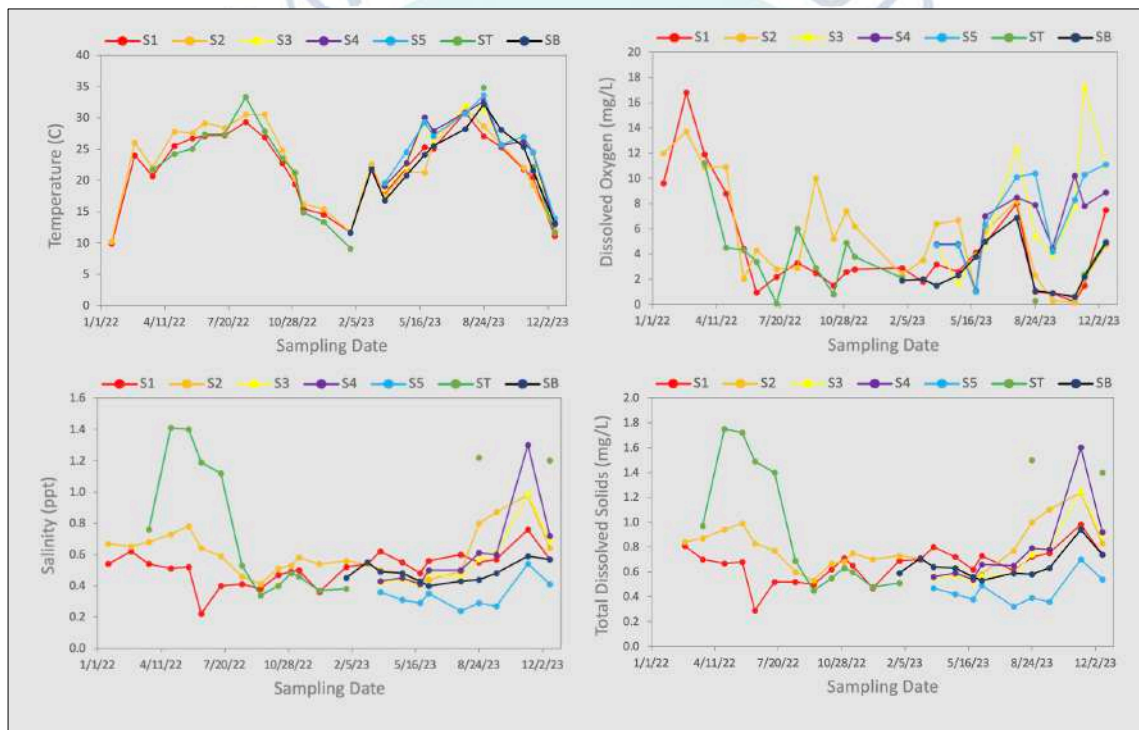 S1 S2 S3 S4 S5 ST SB
Temperature (C)
40
35
30
25
20
15
10
5
0
1/1/22 4/11/22 7/20/22 10/28/22 2/5/23 5/16/23 8/24/23 12/2/23
Sampling Date
S1 S2 S3 S4 S5 ST SB
Dissolved Oxygen (mg/L)
20
18
16
14
12
10
8
6
4
2
0
1/1/22 4/11/22 7/20/22 10/28/22 2/5/23 5/16/23 8/24/23 12/2/23
Sampling Date
S1 S2 S3 S4 S5 ST SB
Salinity (ppt)
1.6
1.4
1.2
1.0
0.8
0.6
0.4
0.2
0.0
1/1/22 4/11/22 7/20/22 10/28/22 2/5/23 5/16/23 8/24/23 12/2/23
Sampling Date
S1 S2 S3 S4 S5 ST SB
Total Dissolved Solids (mg/L)
2.0
1.8
1.6
1.4
1.2
1.0
0.8
0.6
0.4
0.2
0.0
1/1/22 4/11/22 7/20/22 10/28/22 2/5/23 5/16/23 8/24/23 12/2/23
Sampling Date